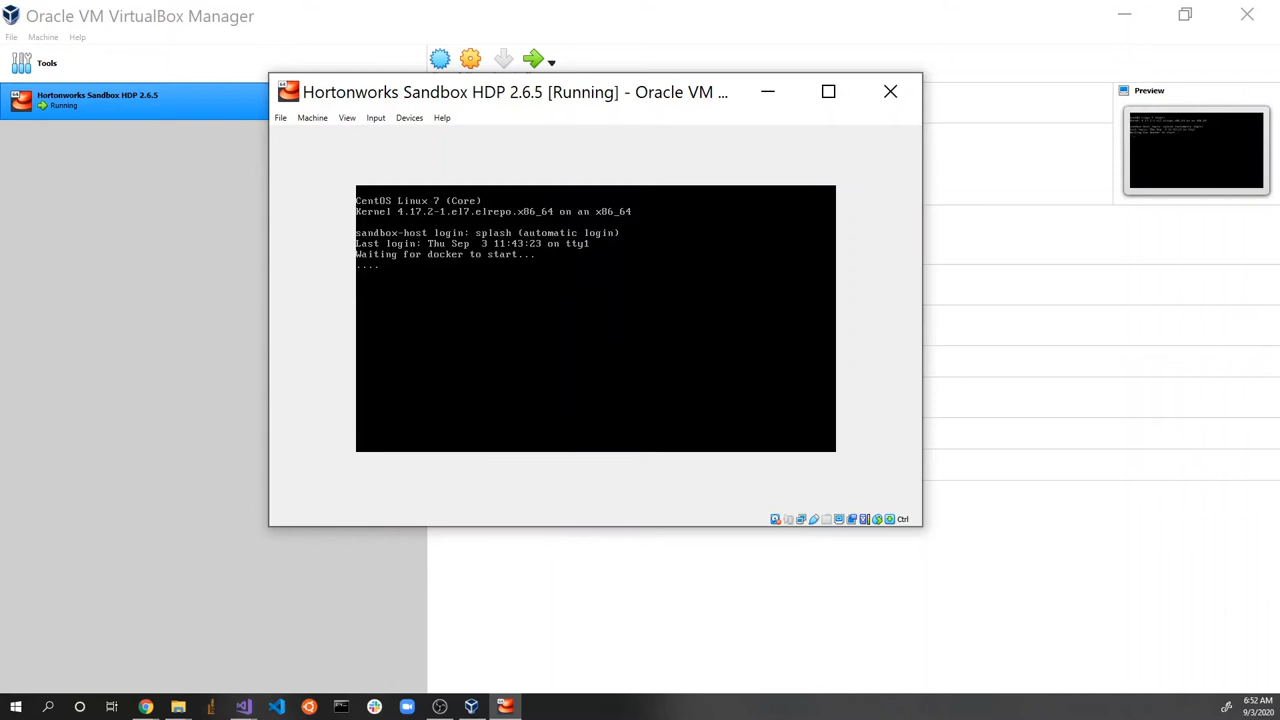 Oracle VM VirtualBox Manager
File Machine Help
Tools
Hortonworks Sandbox HDP 2.6.5
Running
Preview
Hortonworks Sandbox HDP 2.6.5 [Running] - Oracle VM ...
File Machine View Input Devices Help
CentOS Linux 7 (Core)
Kernel 4.17.2-1.el7.elrepo.x86_64 on an x86_64
sandbox-host login: splash (automatic login)
Last login: Thu Sep  3 11:43:23 on tty1
Waiting for docker to start...
....
Ctrl
6:52 AM
9/3/2020